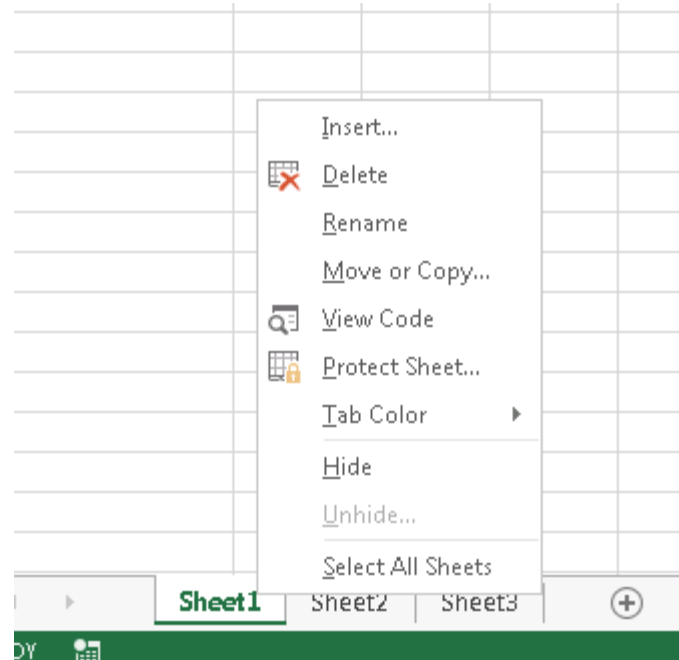 Insert...
Delete
Rename
Move or Copy...
View Code
Protect Sheet...
Tab Color
Hide
Unhide...
Select All Sheets
Sheet1 Sheet2 Sheet3